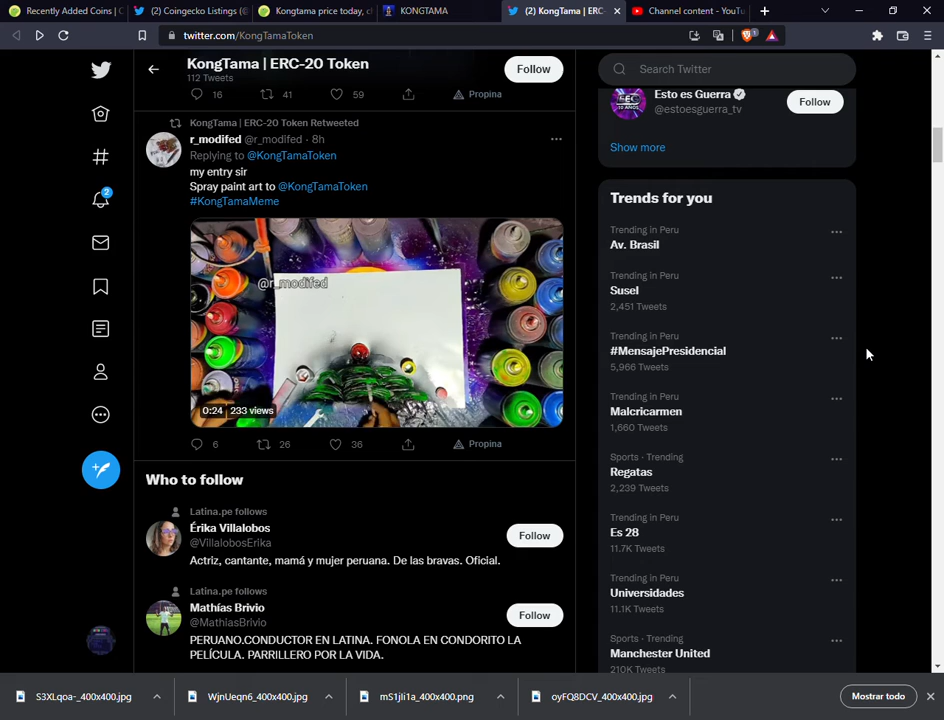 Recently Added Coins | C
(2) Coingecko Listings (@
Kongtama price today, ch
KONGTAMA
(2) KongTama | ERC-
Channel content - YouTu
twitter.com/KongTamaToken
KongTama | ERC-20 Token
112 Tweets
Follow
16 41 59 Propina
KongTama | ERC-20 Token Retweeted
r_modifed @r_modifed · 8h
Replying to @KongTamaToken
my entry sir
Spray paint art to @KongTamaToken
#KongTamaMeme
@r_modifed
0:24 233 views
6 26 36 Propina
Who to follow
Latina.pe follows
Érika Villalobos
@VillalobosErika
Follow
Actriz, cantante, mamá y mujer peruana. De las bravas. Oficial.
Latina.pe follows
Mathías Brivio
@MathiasBrivio
Follow
PERUANO.CONDUCTOR EN LATINA. FONOLA EN CONDORITO LA
PELÍCULA. PARRILLERO POR LA VIDA.
2
Search Twitter
Esto es Guerra
@estoesguerra_tv
Follow
Show more
Trends for you
Trending in Peru
Av. Brasil
Trending in Peru
Susel
2,451 Tweets
Trending in Peru
#MensajePresidencial
5,966 Tweets
Trending in Peru
Malcricarmen
1,660 Tweets
Sports · Trending
Regatas
2,239 Tweets
Trending in Peru
Es 28
11.7K Tweets
Trending in Peru
Universidades
11.1K Tweets
Sports · Trending
Manchester United
210K Tweets
S3XLqoa-_400x400.jpg
WjnUeqn6_400x400.jpg
mS1jli1a_400x400.png
oyFQ8DCV_400x400.jpg
Mostrar todo